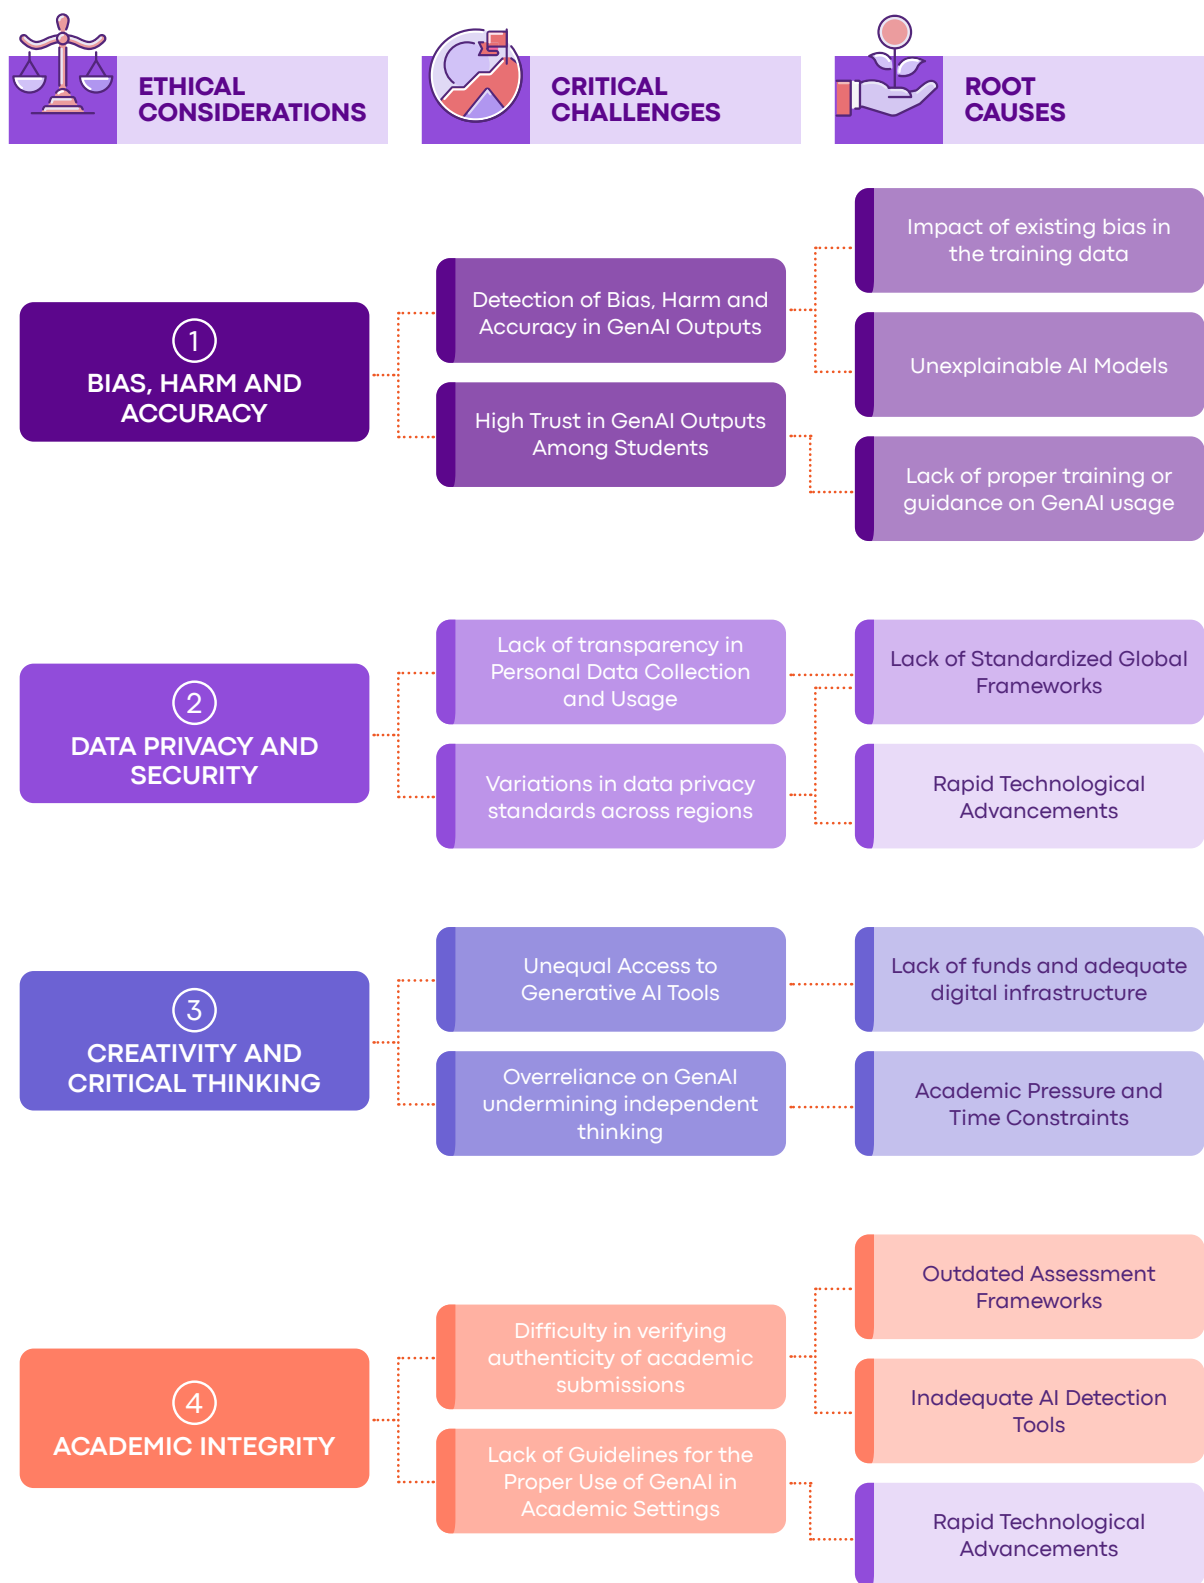 ETHICAL
CONSIDERATIONS
CRITICAL
CHALLENGES
ROOT
CAUSES
1
BIAS, HARM AND
ACCURACY
Detection of Bias, Harm and
Accuracy in GenAI Outputs
High Trust in GenAI Outputs
Among Students
Impact of existing bias in
the training data
Unexplainable AI Models
Lack of proper training or
guidance on GenAI usage
2
DATA PRIVACY AND
SECURITY
Lack of transparency in
Personal Data Collection
and Usage
Variations in data privacy
standards across regions
Lack of Standardized Global
Frameworks
Rapid Technological
Advancements
3
CREATIVITY AND
CRITICAL THINKING
Unequal Access to
Generative AI Tools
Overreliance on GenAI
undermining independent
thinking
Lack of funds and adequate
digital infrastructure
Academic Pressure and
Time Constraints
4
ACADEMIC INTEGRITY
Difficulty in verifying
authenticity of academic
submissions
Lack of Guidelines for the
Proper Use of GenAI in
Academic Settings
Outdated Assessment
Frameworks
Inadequate AI Detection
Tools
Rapid Technological
Advancements